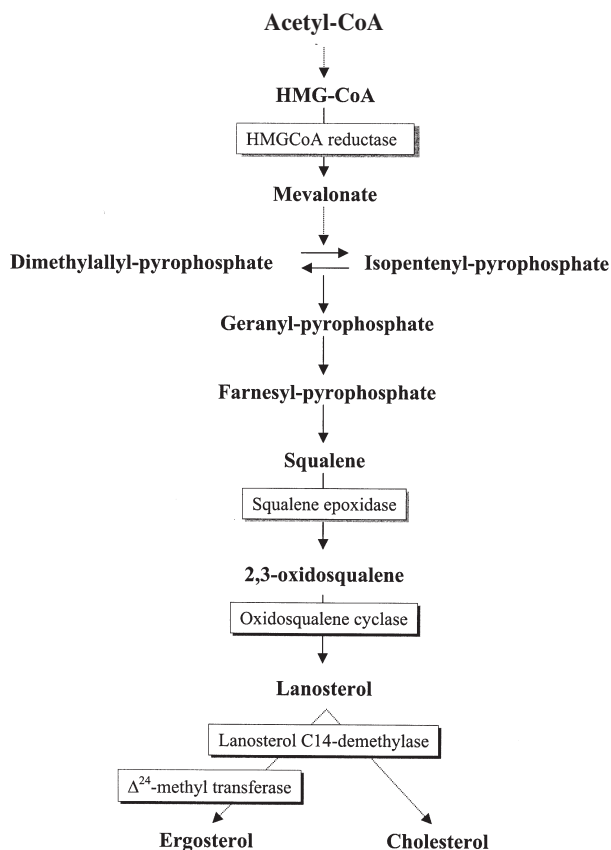 Acetyl-CoA
HMG-CoA
HMGCoA reductase
Mevalonate
Dimethylallyl-pyrophosphate
Isopentenyl-pyrophosphate
Geranyl-pyrophosphate
Farnesyl-pyrophosphate
Squalene
Squalene epoxidase
2,3-oxidosqualene
Oxidosqualene cyclase
Lanosterol
Lanosterol C14-demethylase
Δ²⁴-methyl transferase
Ergosterol
Cholesterol